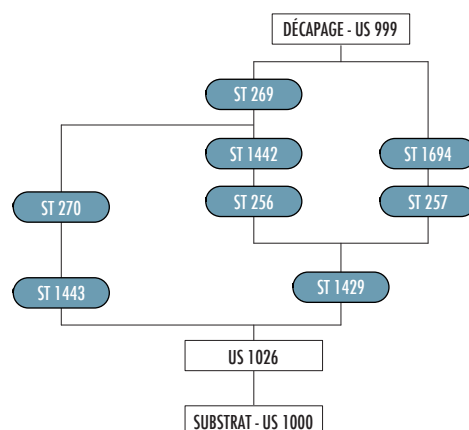 DÉCAPAGE - US 999
ST 269
ST 1442
ST 1694
ST 270
ST 256
ST 257
ST 1443
ST 1429
US 1026
SUBSTRAT - US 1000